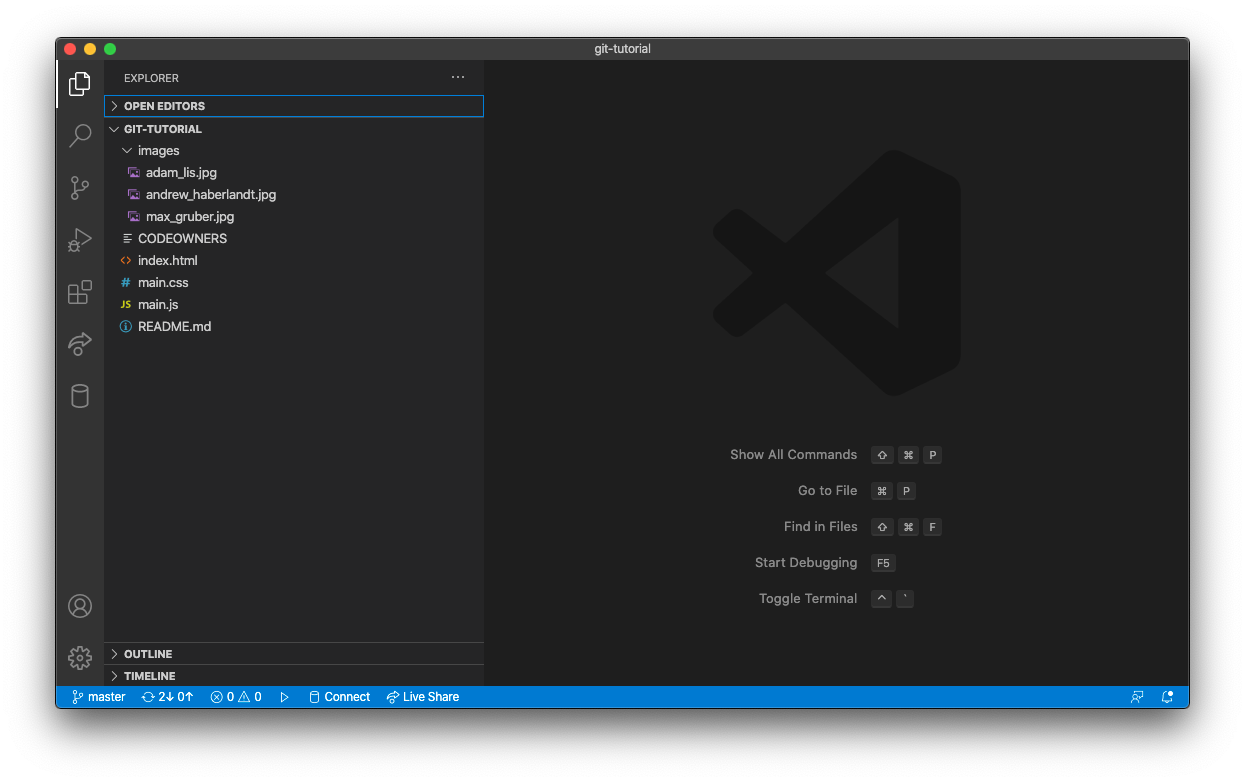 git-tutorial
EXPLORER
OPEN EDITORS
GIT-TUTORIAL
images
adam_lis.jpg
andrew_haberlandt.jpg
max_gruber.jpg
CODEOWNERS
<> index.html
# main.css
JS main.js
README.md
OUTLINE
TIMELINE
Show All Commands ⇧ ⌘ P
Go to File ⌘ P
Find in Files ⇧ ⌘ F
Start Debugging F5
Toggle Terminal ^ `
master 2↓ 0↑ 0 0 Connect Live Share